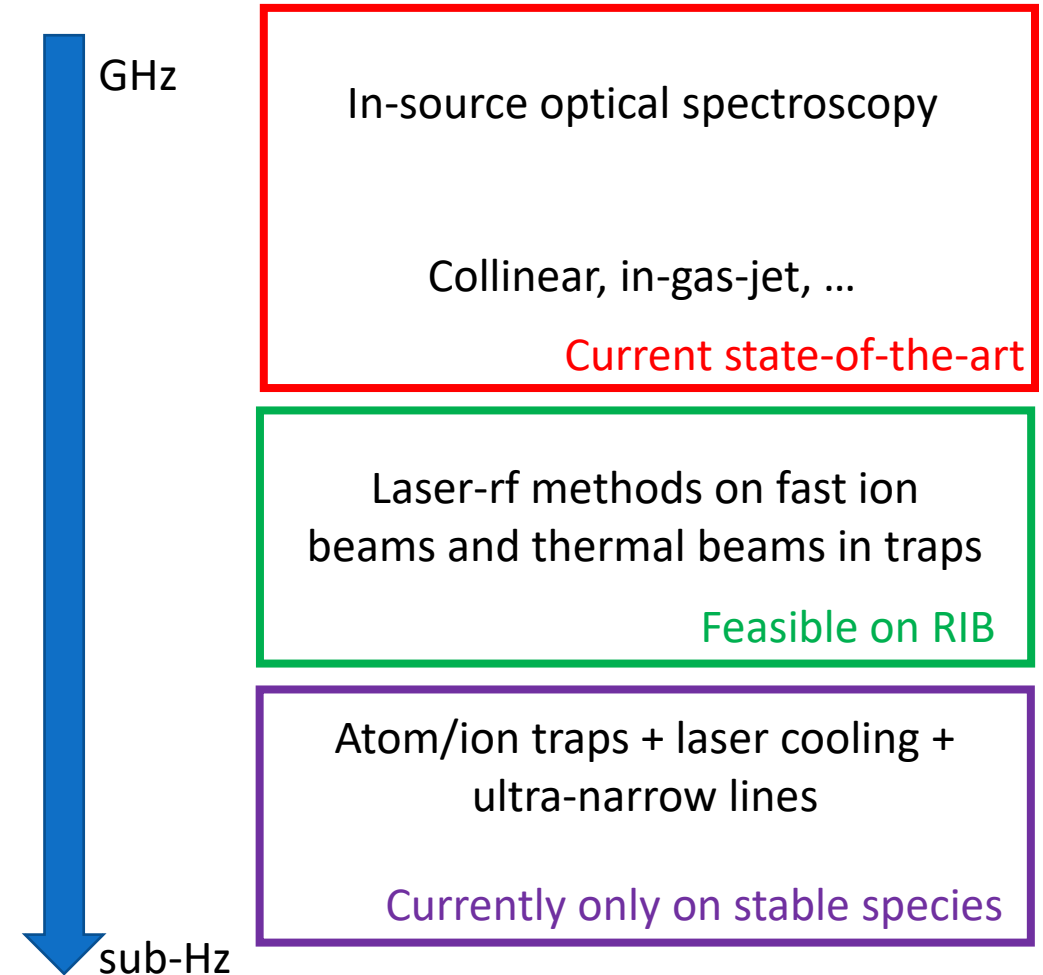 GHz
In-source optical spectroscopy
Collinear, in-gas-jet, ...
Current state-of-the-art
Laser-rf methods on fast ion
beams and thermal beams in traps
Feasible on RIB
Atom/ion traps + laser cooling +
ultra-narrow lines
Currently only on stable species
sub-Hz